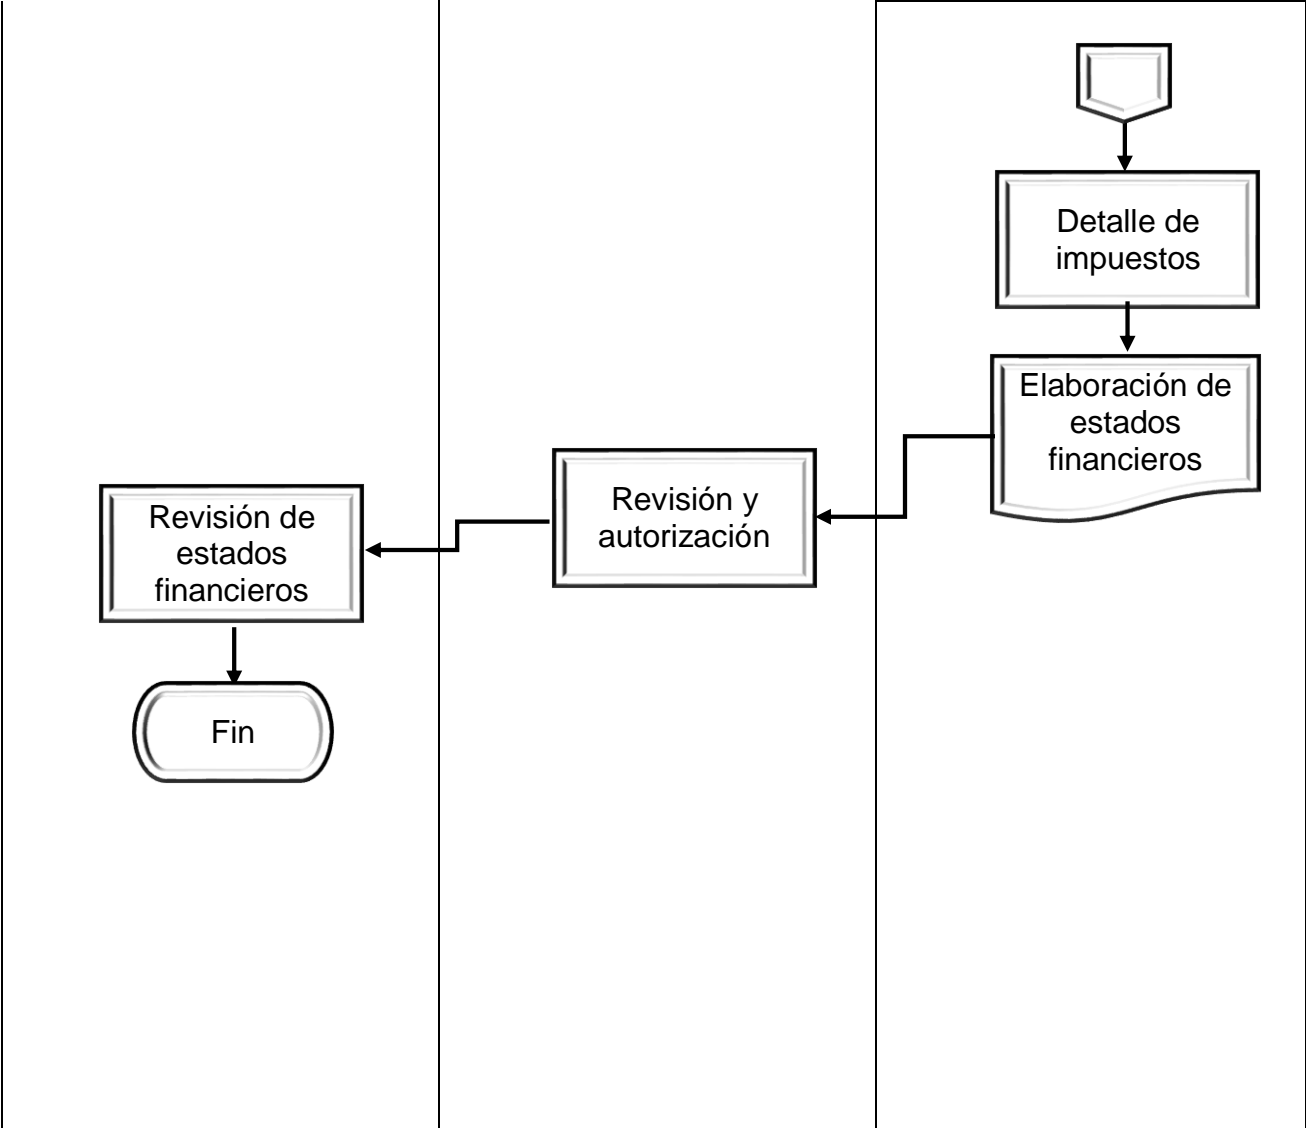 Detalle de
impuestos
Elaboración de
estados
financieros
Revisión y
autorización
Revisión de
estados
financieros
Fin